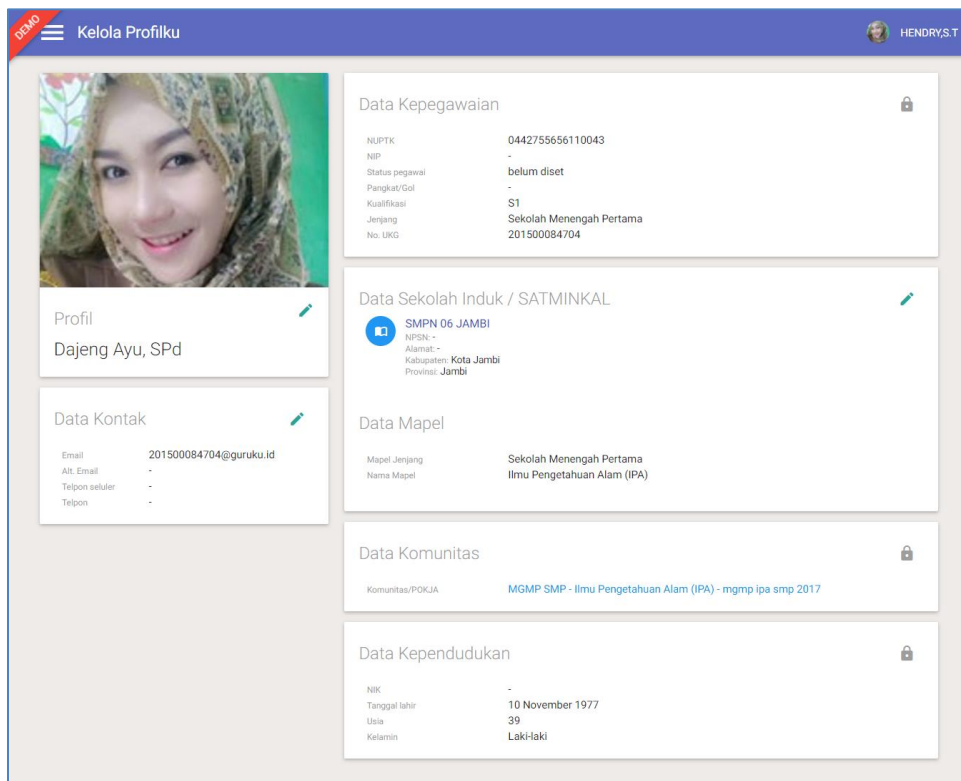 DEMO
Kelola Profilku
HENDRY,S.T
Profil
Dajeng Ayu, SPd
Data Kontak
Email 201500084704@guruku.id
Alt. Email -
Telpon seluler -
Telpon -
Data Kepegawaian
NUPTK 0442755656110043
NIP -
Status pegawai belum diset
Pangkat/Gol -
Kualifikasi S1
Jenjang Sekolah Menengah Pertama
No. UKG 201500084704
Data Sekolah Induk / SATMINKAL
SMPN 06 JAMBI
NPSN: -
Alamat: -
Kabupaten: Kota Jambi
Provinsi: Jambi
Data Mapel
Mapel Jenjang Sekolah Menengah Pertama
Nama Mapel Ilmu Pengetahuan Alam (IPA)
Data Komunitas
Komunitas/POKJA MGMP SMP - Ilmu Pengetahuan Alam (IPA) - mgmp ipa smp 2017
Data Kependudukan
NIK -
Tanggal lahir 10 November 1977
Usia 39
Kelamin Laki-laki